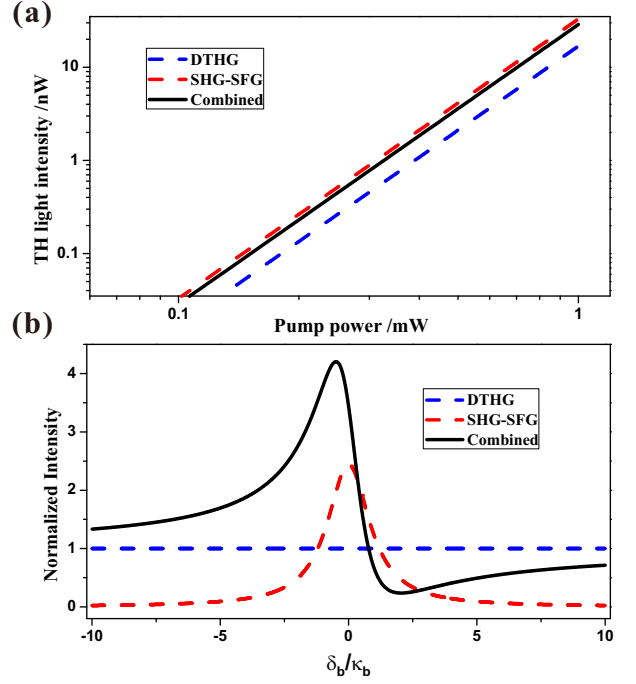 (a)
DTHG
SHG-SFG
Combined
TH light intensity /nW
10
1
0.1
0.1
1
Pump power /mW
(b)
DTHG
SHG-SFG
Combined
Normalized Intensity
4
3
2
1
0
-10
-5
0
5
10
δb/κb